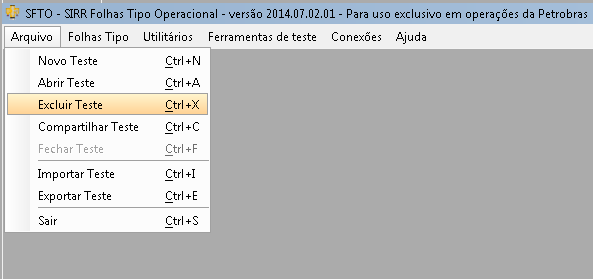 SFTO - SIRR Folhas Tipo Operacional - versão 2014.07.02.01 - Para uso exclusivo em operações da Petrobras
Arquivo Folhas Tipo Utilitários Ferramentas de teste Conexões Ajuda
Novo Teste Ctrl+N
Abrir Teste Ctrl+A
Excluir Teste Ctrl+X
Compartilhar Teste Ctrl+C
Fechar Teste Ctrl+F
Importar Teste Ctrl+I
Exportar Teste Ctrl+E
Sair Ctrl+S